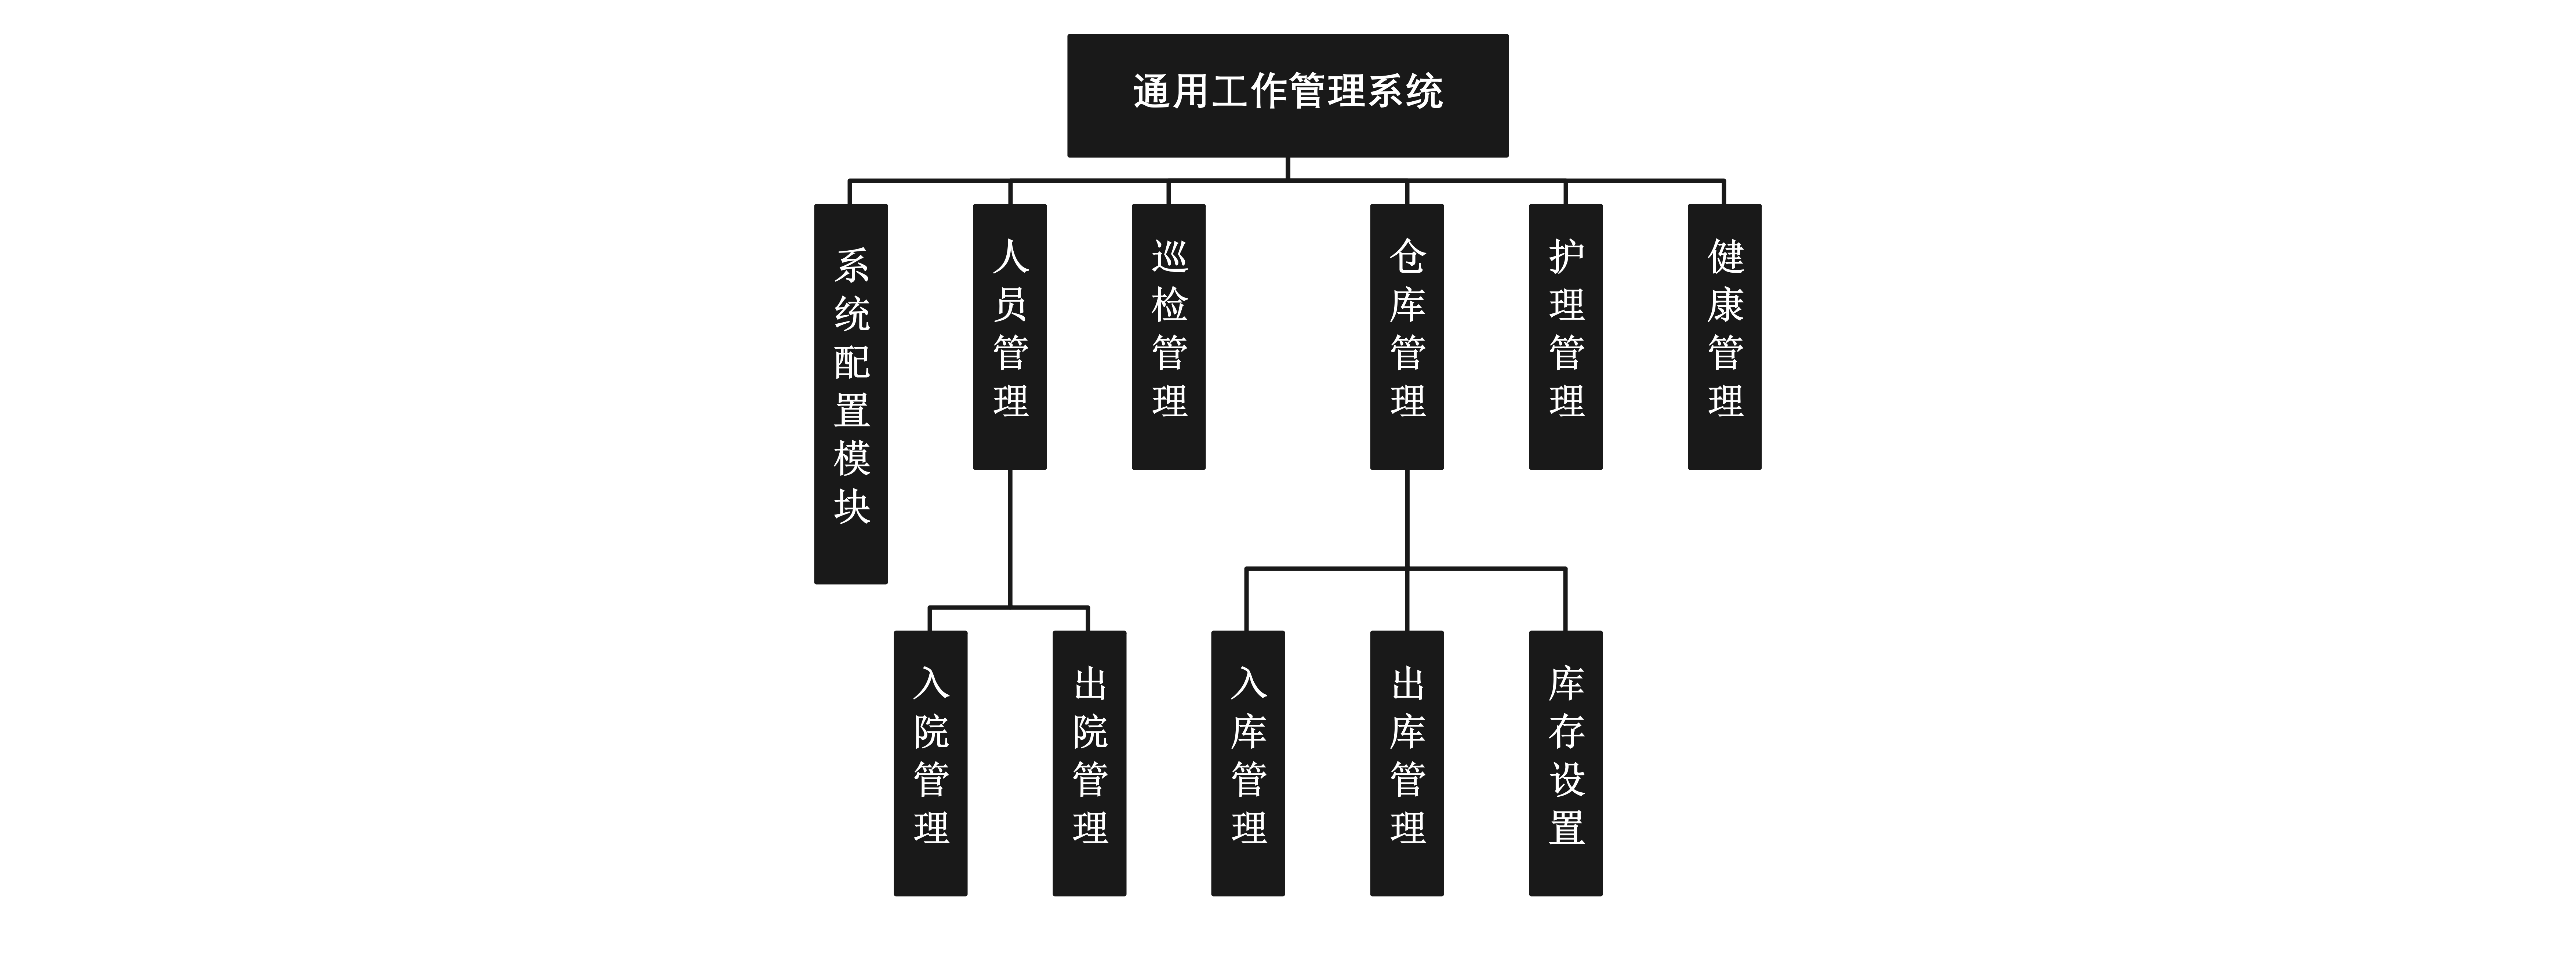 通用工作管理系统
系统配置模块
人员管理
巡检管理
仓库管理
护理管理
健康管理
入院管理
出院管理
入库管理
出库管理
库存设置